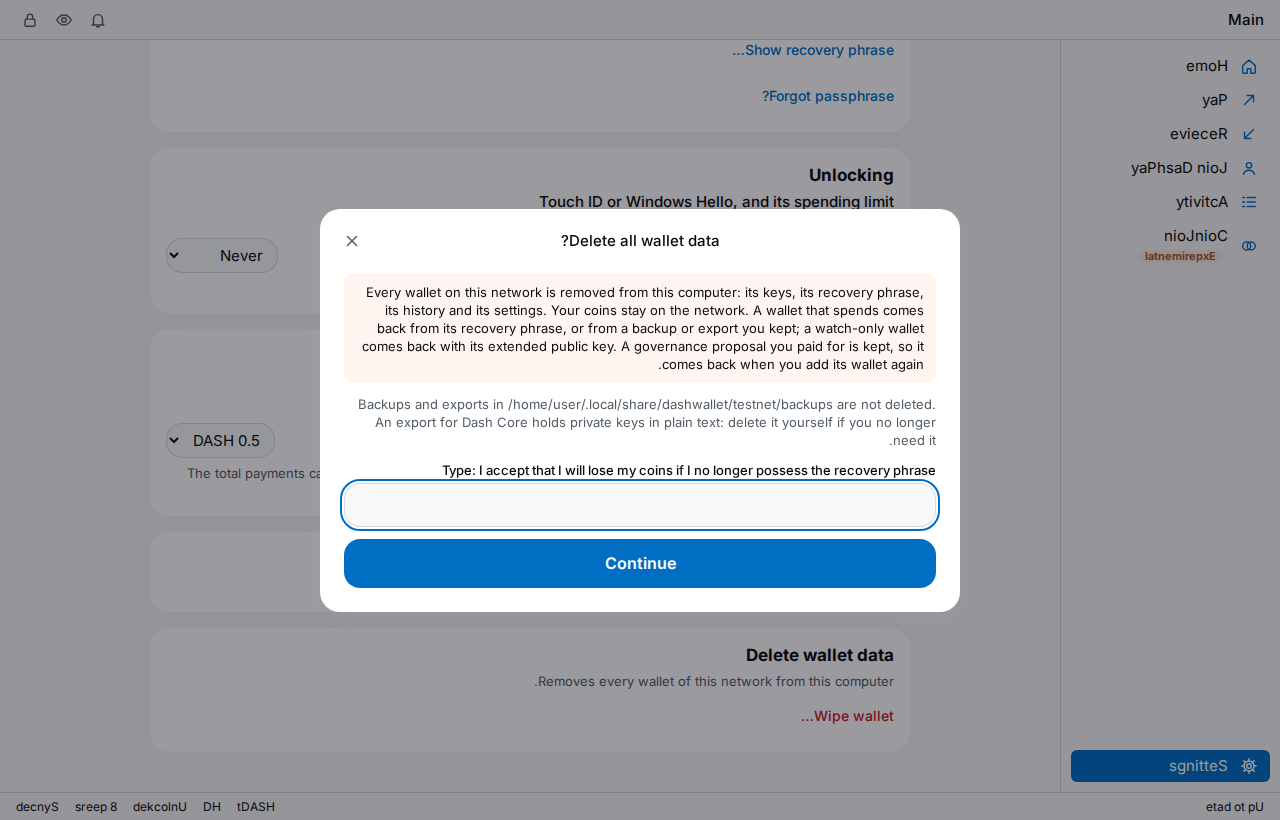 Main
emoH
yaP
evieceR
yaPhsaD nioJ
ytivitcA
nioJnioC
latnemirepxE
sgnitteS
...Show recovery phrase
?Forgot passphrase
Unlocking
Touch ID or Windows Hello, and its spending limit
Never
DASH 0.5
The total payments
?Delete all wallet data
Every wallet on this network is removed from this computer: its keys, its recovery phrase,
its history and its settings. Your coins stay on the network. A wallet that spends comes
back from its recovery phrase, or from a backup or export you kept; a watch-only wallet
comes back with its extended public key. A governance proposal you paid for is kept, so it
.comes back when you add its wallet again
Backups and exports in /home/user/.local/share/dashwallet/testnet/backups are not deleted.
An export for Dash Core holds private keys in plain text: delete it yourself if you no longer
.need it
Type: I accept that I will lose my coins if I no longer possess the recovery phrase
Continue
Delete wallet data
.Removes every wallet of this network from this computer
...Wipe wallet
decnyS sreep 8 dekcolnU DH tDASH
etad ot pU